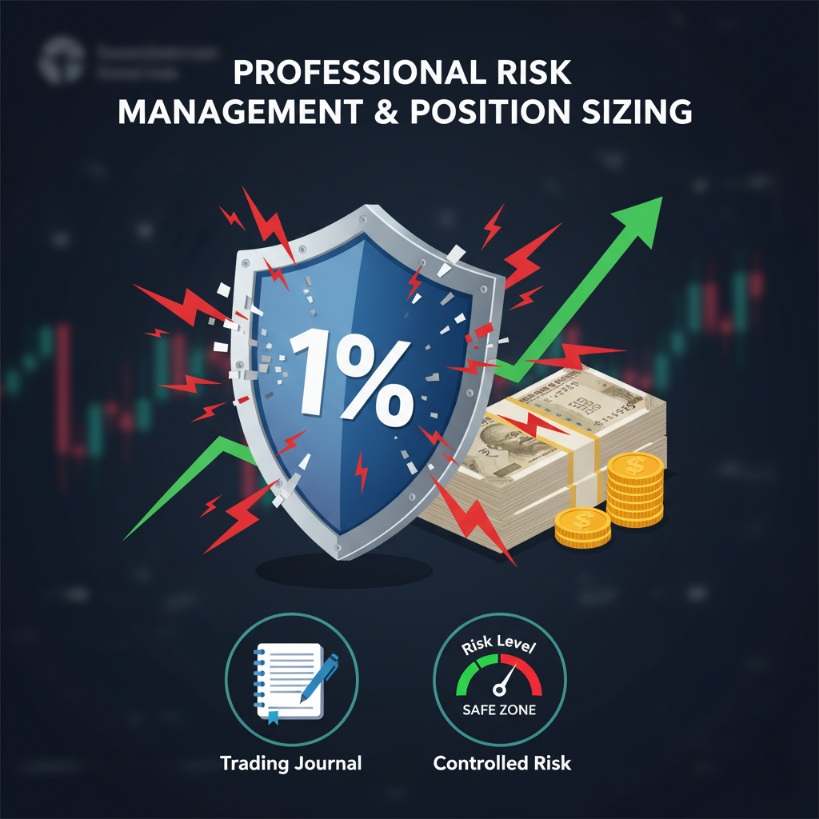 PROFESSIONAL RISK
MANAGEMENT & POSITION SIZING
1%
Risk Level
SAFE ZONE
Trading Journal
Controlled Risk